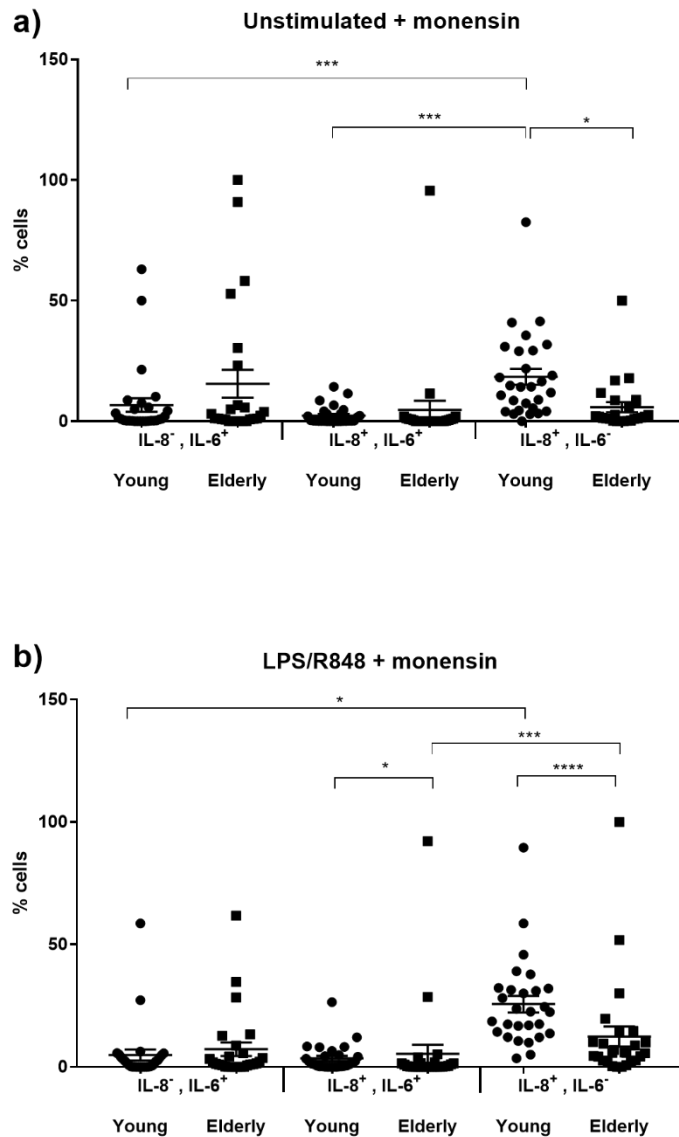 a)
Unstimulated + monensin
150
***
***
*
100
% cells
50
0
IL-8⁻ , IL-6⁺
IL-8⁺ , IL-6⁺
IL-8⁺ , IL-6⁻
Young Elderly Young Elderly Young Elderly
b)
LPS/R848 + monensin
150
*
***
*
****
100
% cells
50
0
IL-8⁻ , IL-6⁺
IL-8⁺ , IL-6⁺
IL-8⁺ , IL-6⁻
Young Elderly Young Elderly Young Elderly